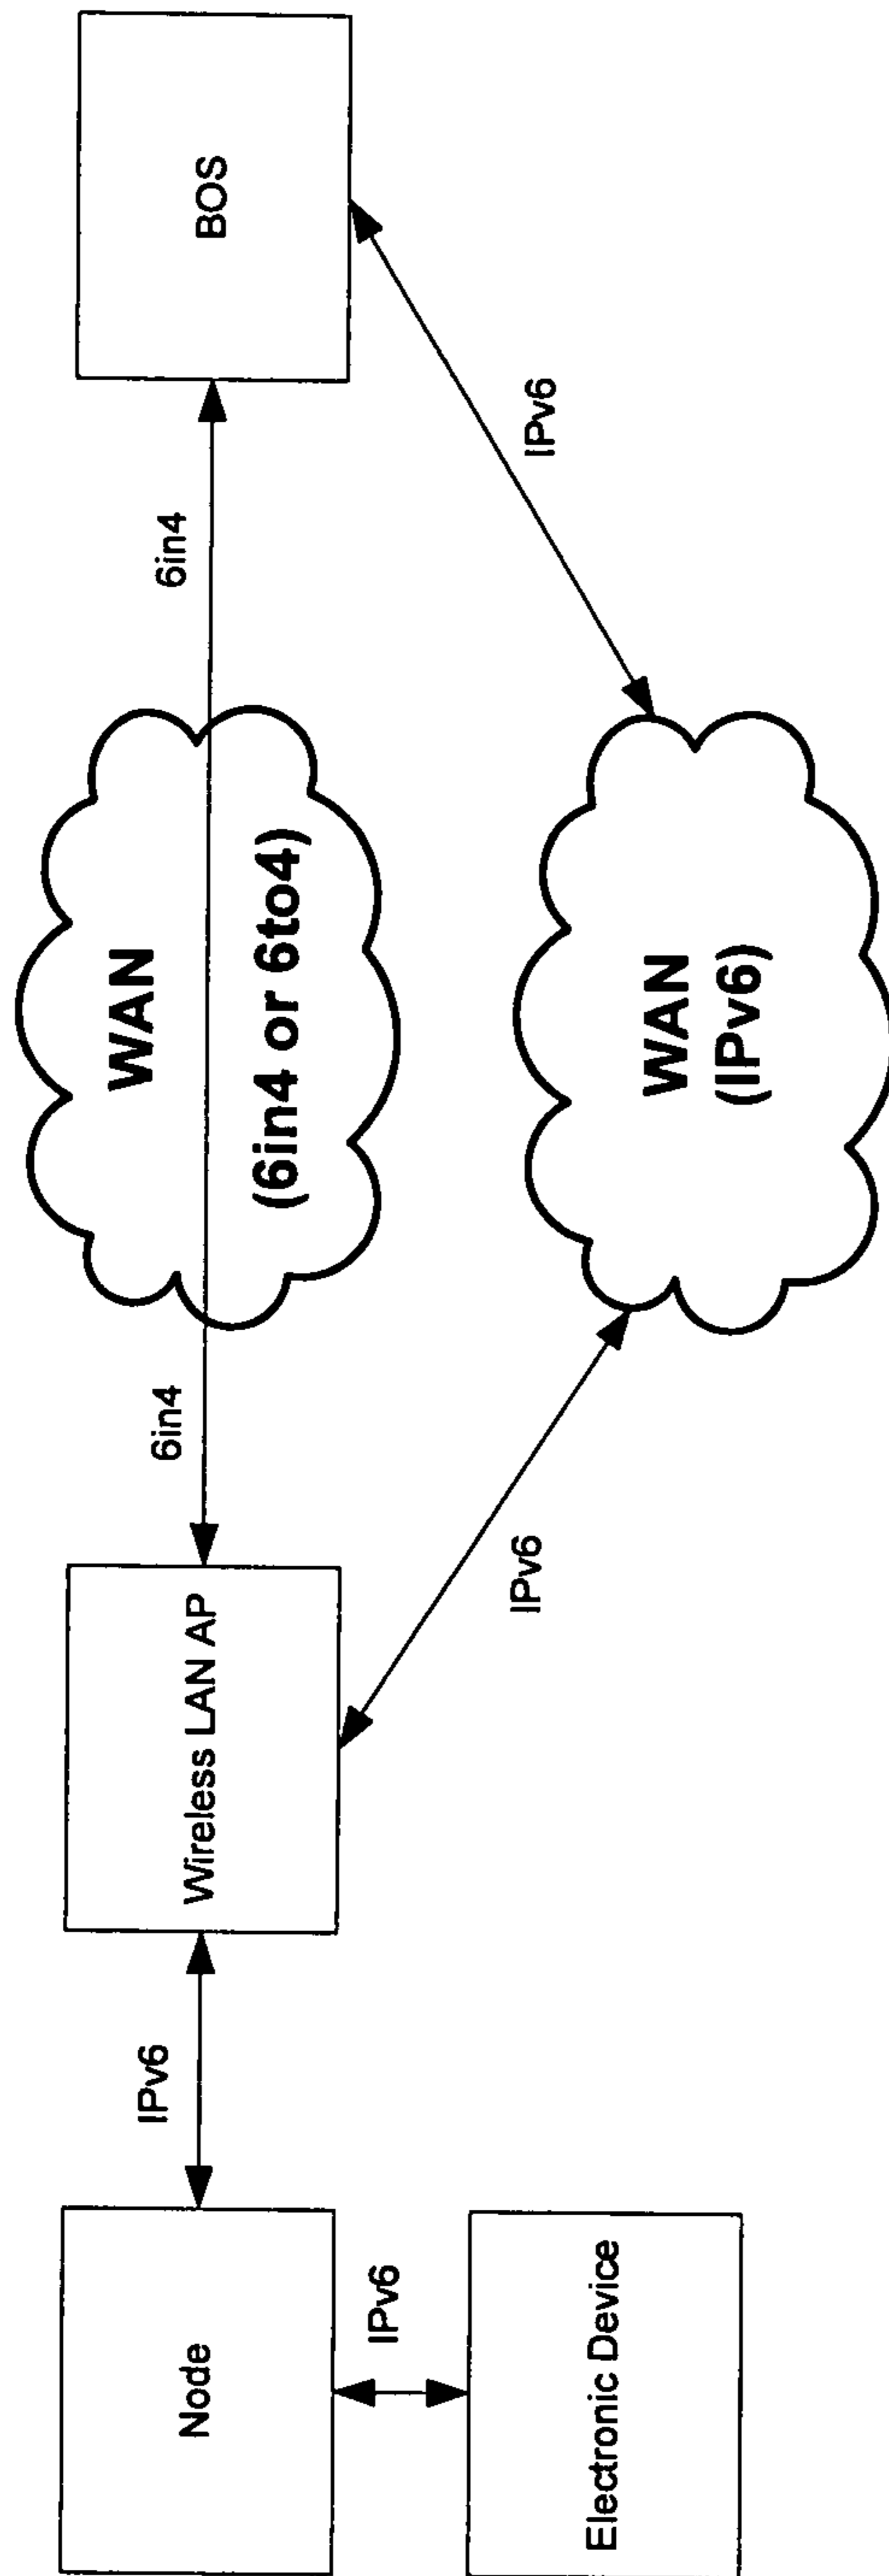 Node
IPv6
Wireless LAN AP
6in4
WAN
(6in4 or 6to4)
6in4
BOS
IPv6
Electronic Device
IPv6
WAN
(IPv6)
IPv6